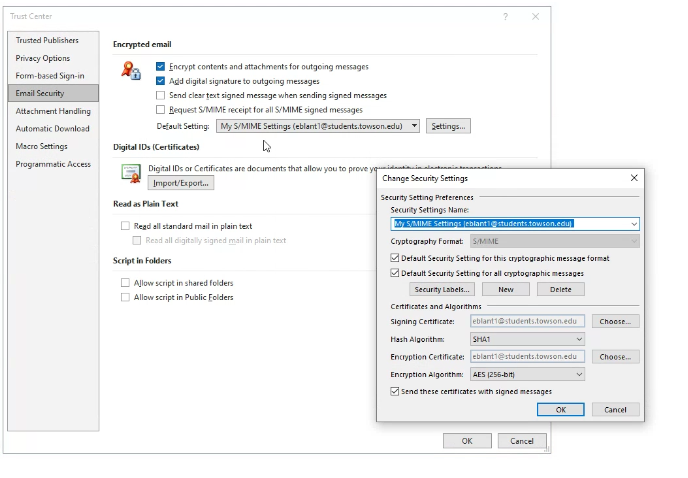 Trust Center
Trusted Publishers
Privacy Options
Form-based Sign-in
Email Security
Attachment Handling
Automatic Download
Macro Settings
Programmatic Access
Encrypted email
Encrypt contents and attachments for outgoing messages
Add digital signature to outgoing messages
Send clear text signed message when sending signed messages
Request S/MIME receipt for all S/MIME signed messages
Default Setting: My S/MIME Settings (eblant1@students.towson.edu) Settings...
Digital IDs (Certificates)
Digital IDs or Certificates are documents that allow you to prove your identity in electronic transactions.
Import/Export...
Read as Plain Text
Read all standard mail in plain text
Read all digitally signed mail in plain text
Script in Folders
Allow script in shared folders
Allow script in Public Folders
OK Cancel
Change Security Settings
Security Setting Preferences
Security Settings Name:
My S/MIME Settings (eblant1@students.towson.edu)
Cryptography Format: S/MIME
Default Security Setting for this cryptographic message format
Default Security Setting for all cryptographic messages
Security Labels... New Delete
Certificates and Algorithms
Signing Certificate: eblant1@students.towson.edu Choose...
Hash Algorithm: SHA1
Encryption Certificate: eblant1@students.towson.edu Choose...
Encryption Algorithm: AES (256-bit)
Send these certificates with signed messages
OK Cancel